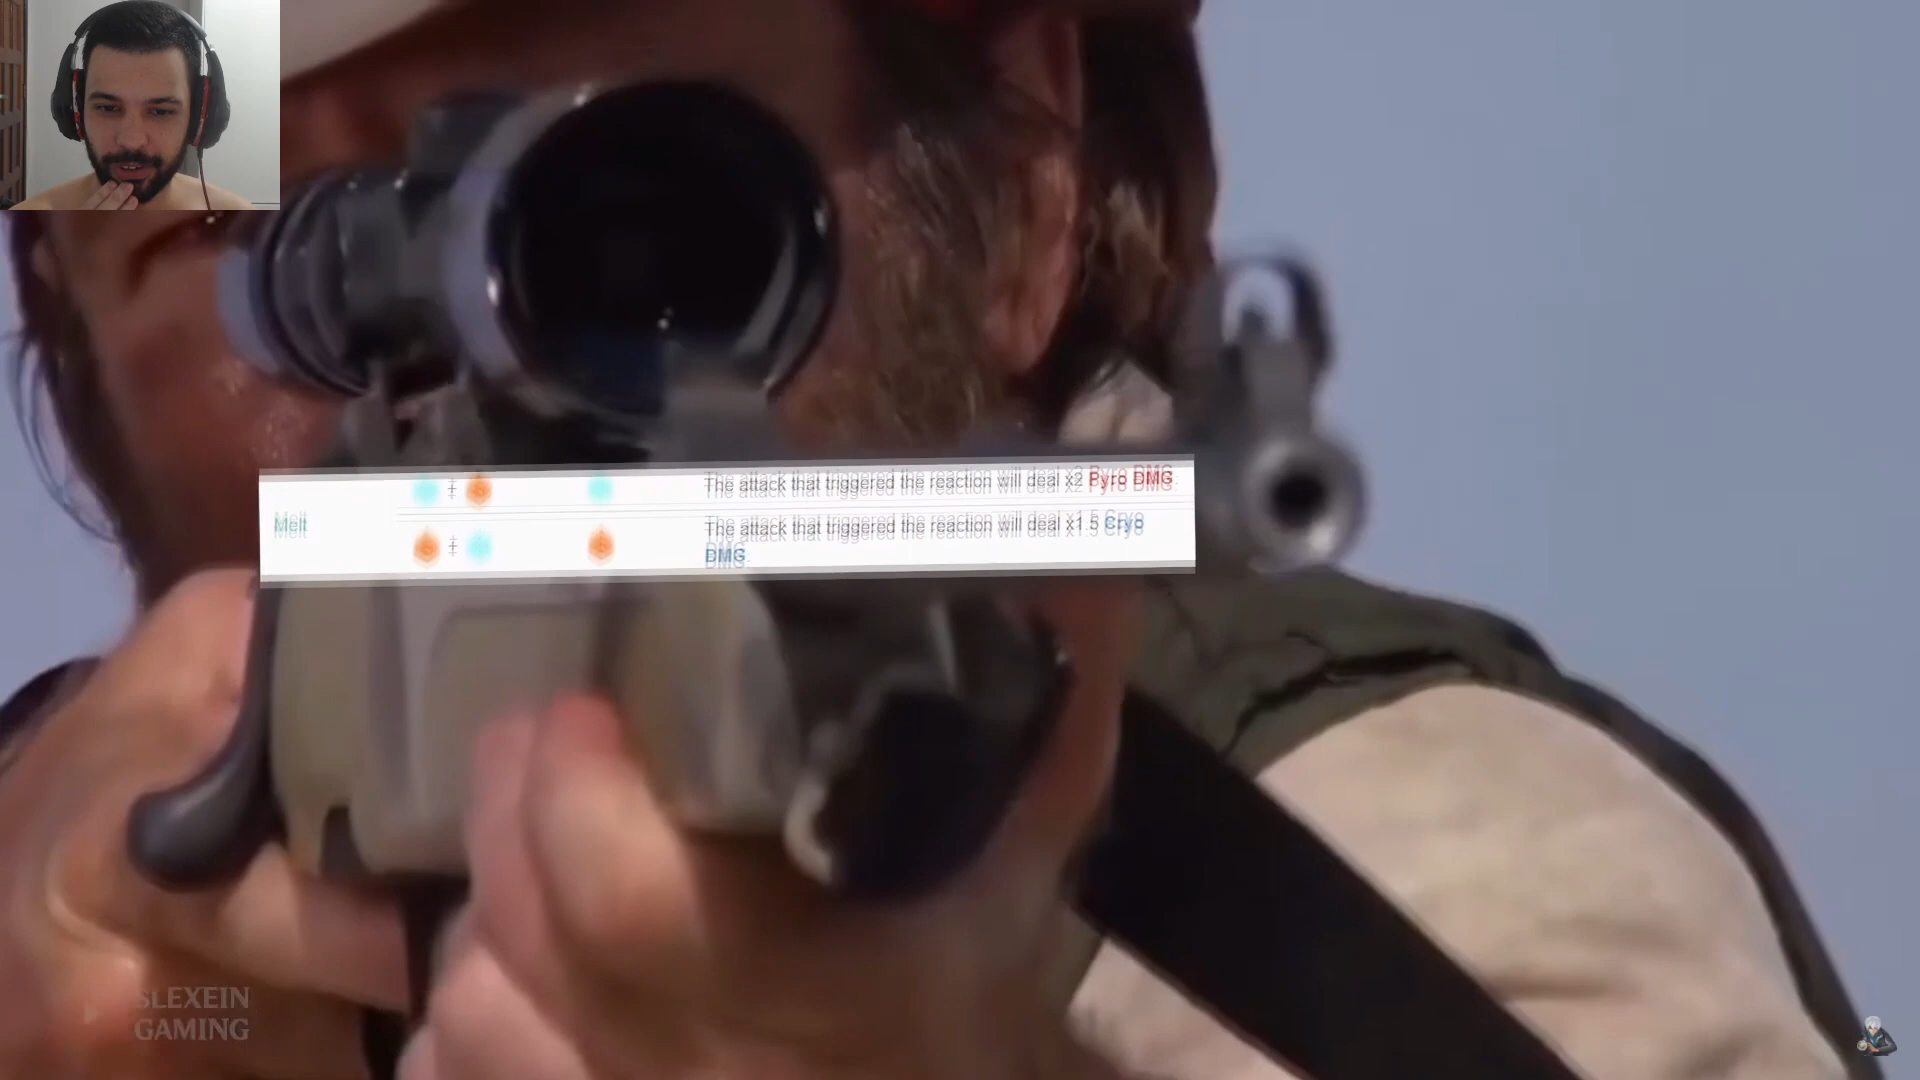 The attack that triggered the reaction will deal x2 Pyro DMG.
Melt
The attack that triggered the reaction will deal x1.5 Cryo
DMG.
SLEXEIN
GAMING